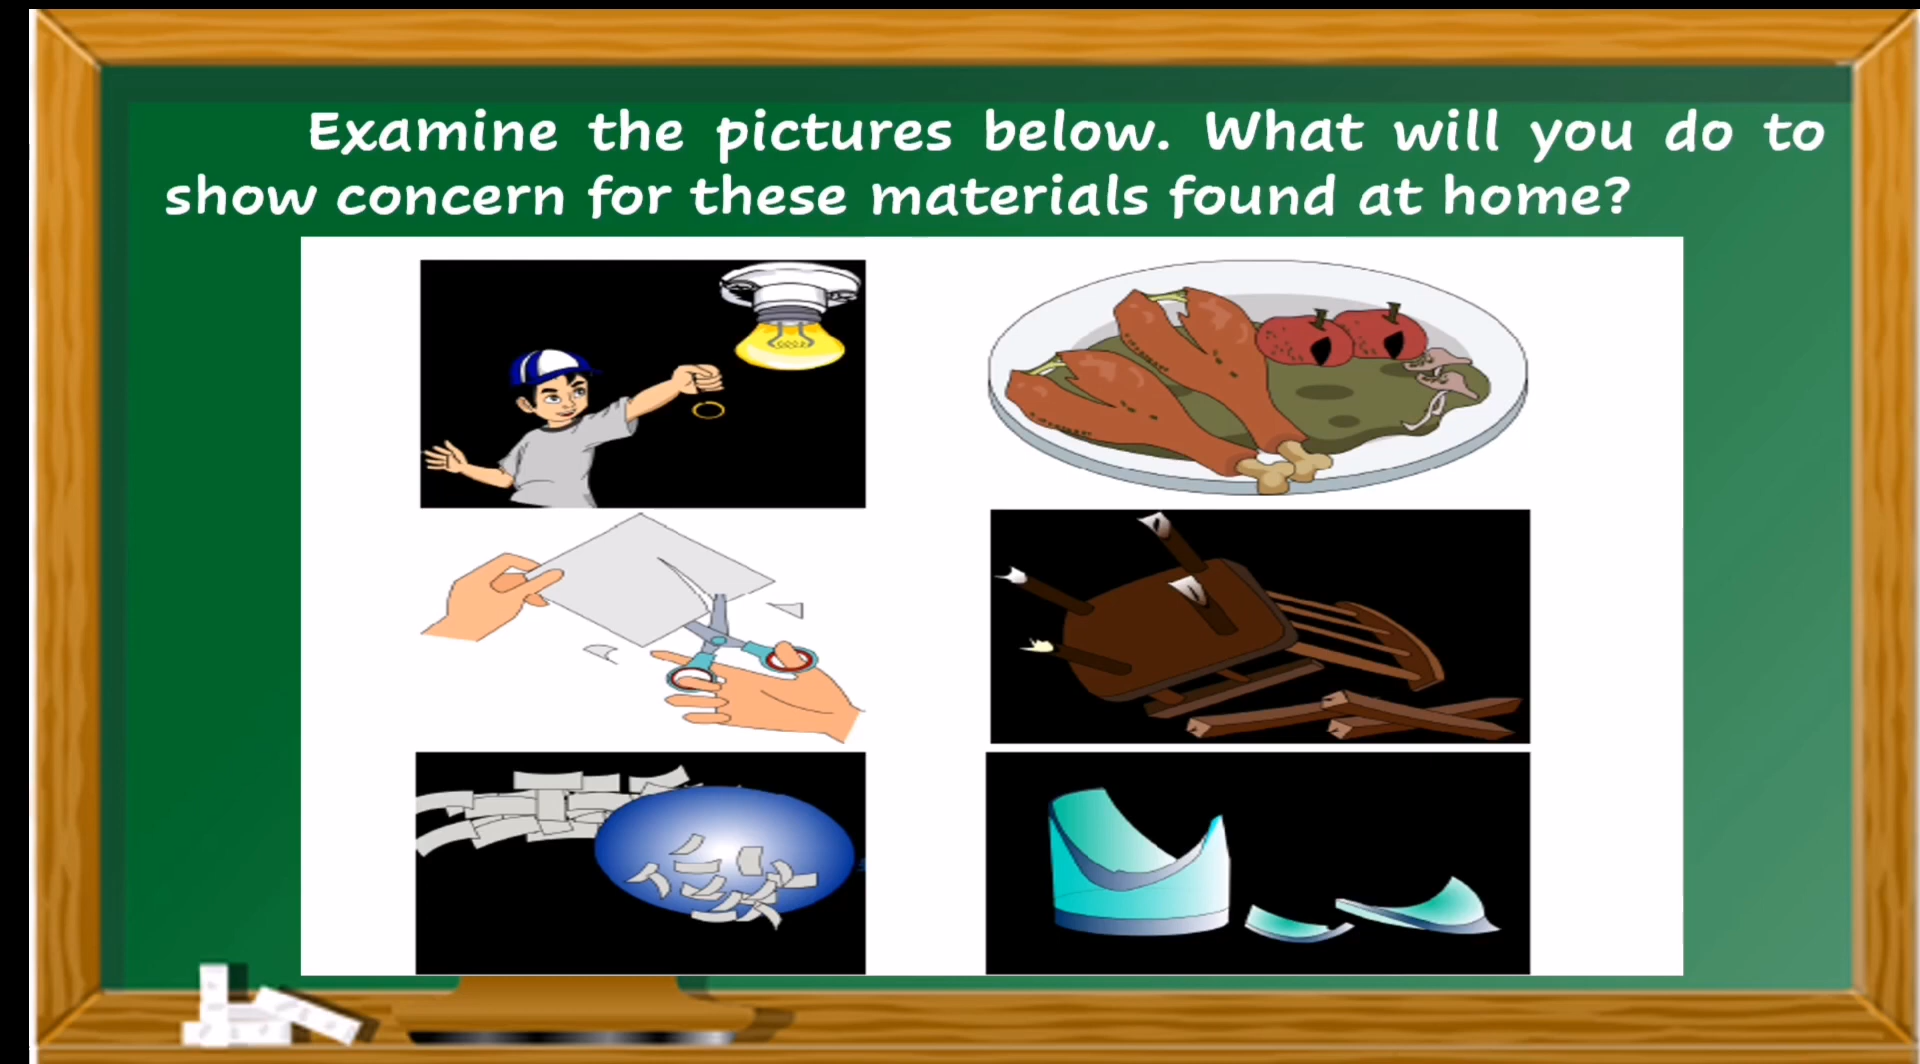 Examine the pictures below. What will you do to
show concern for these materials found at home?